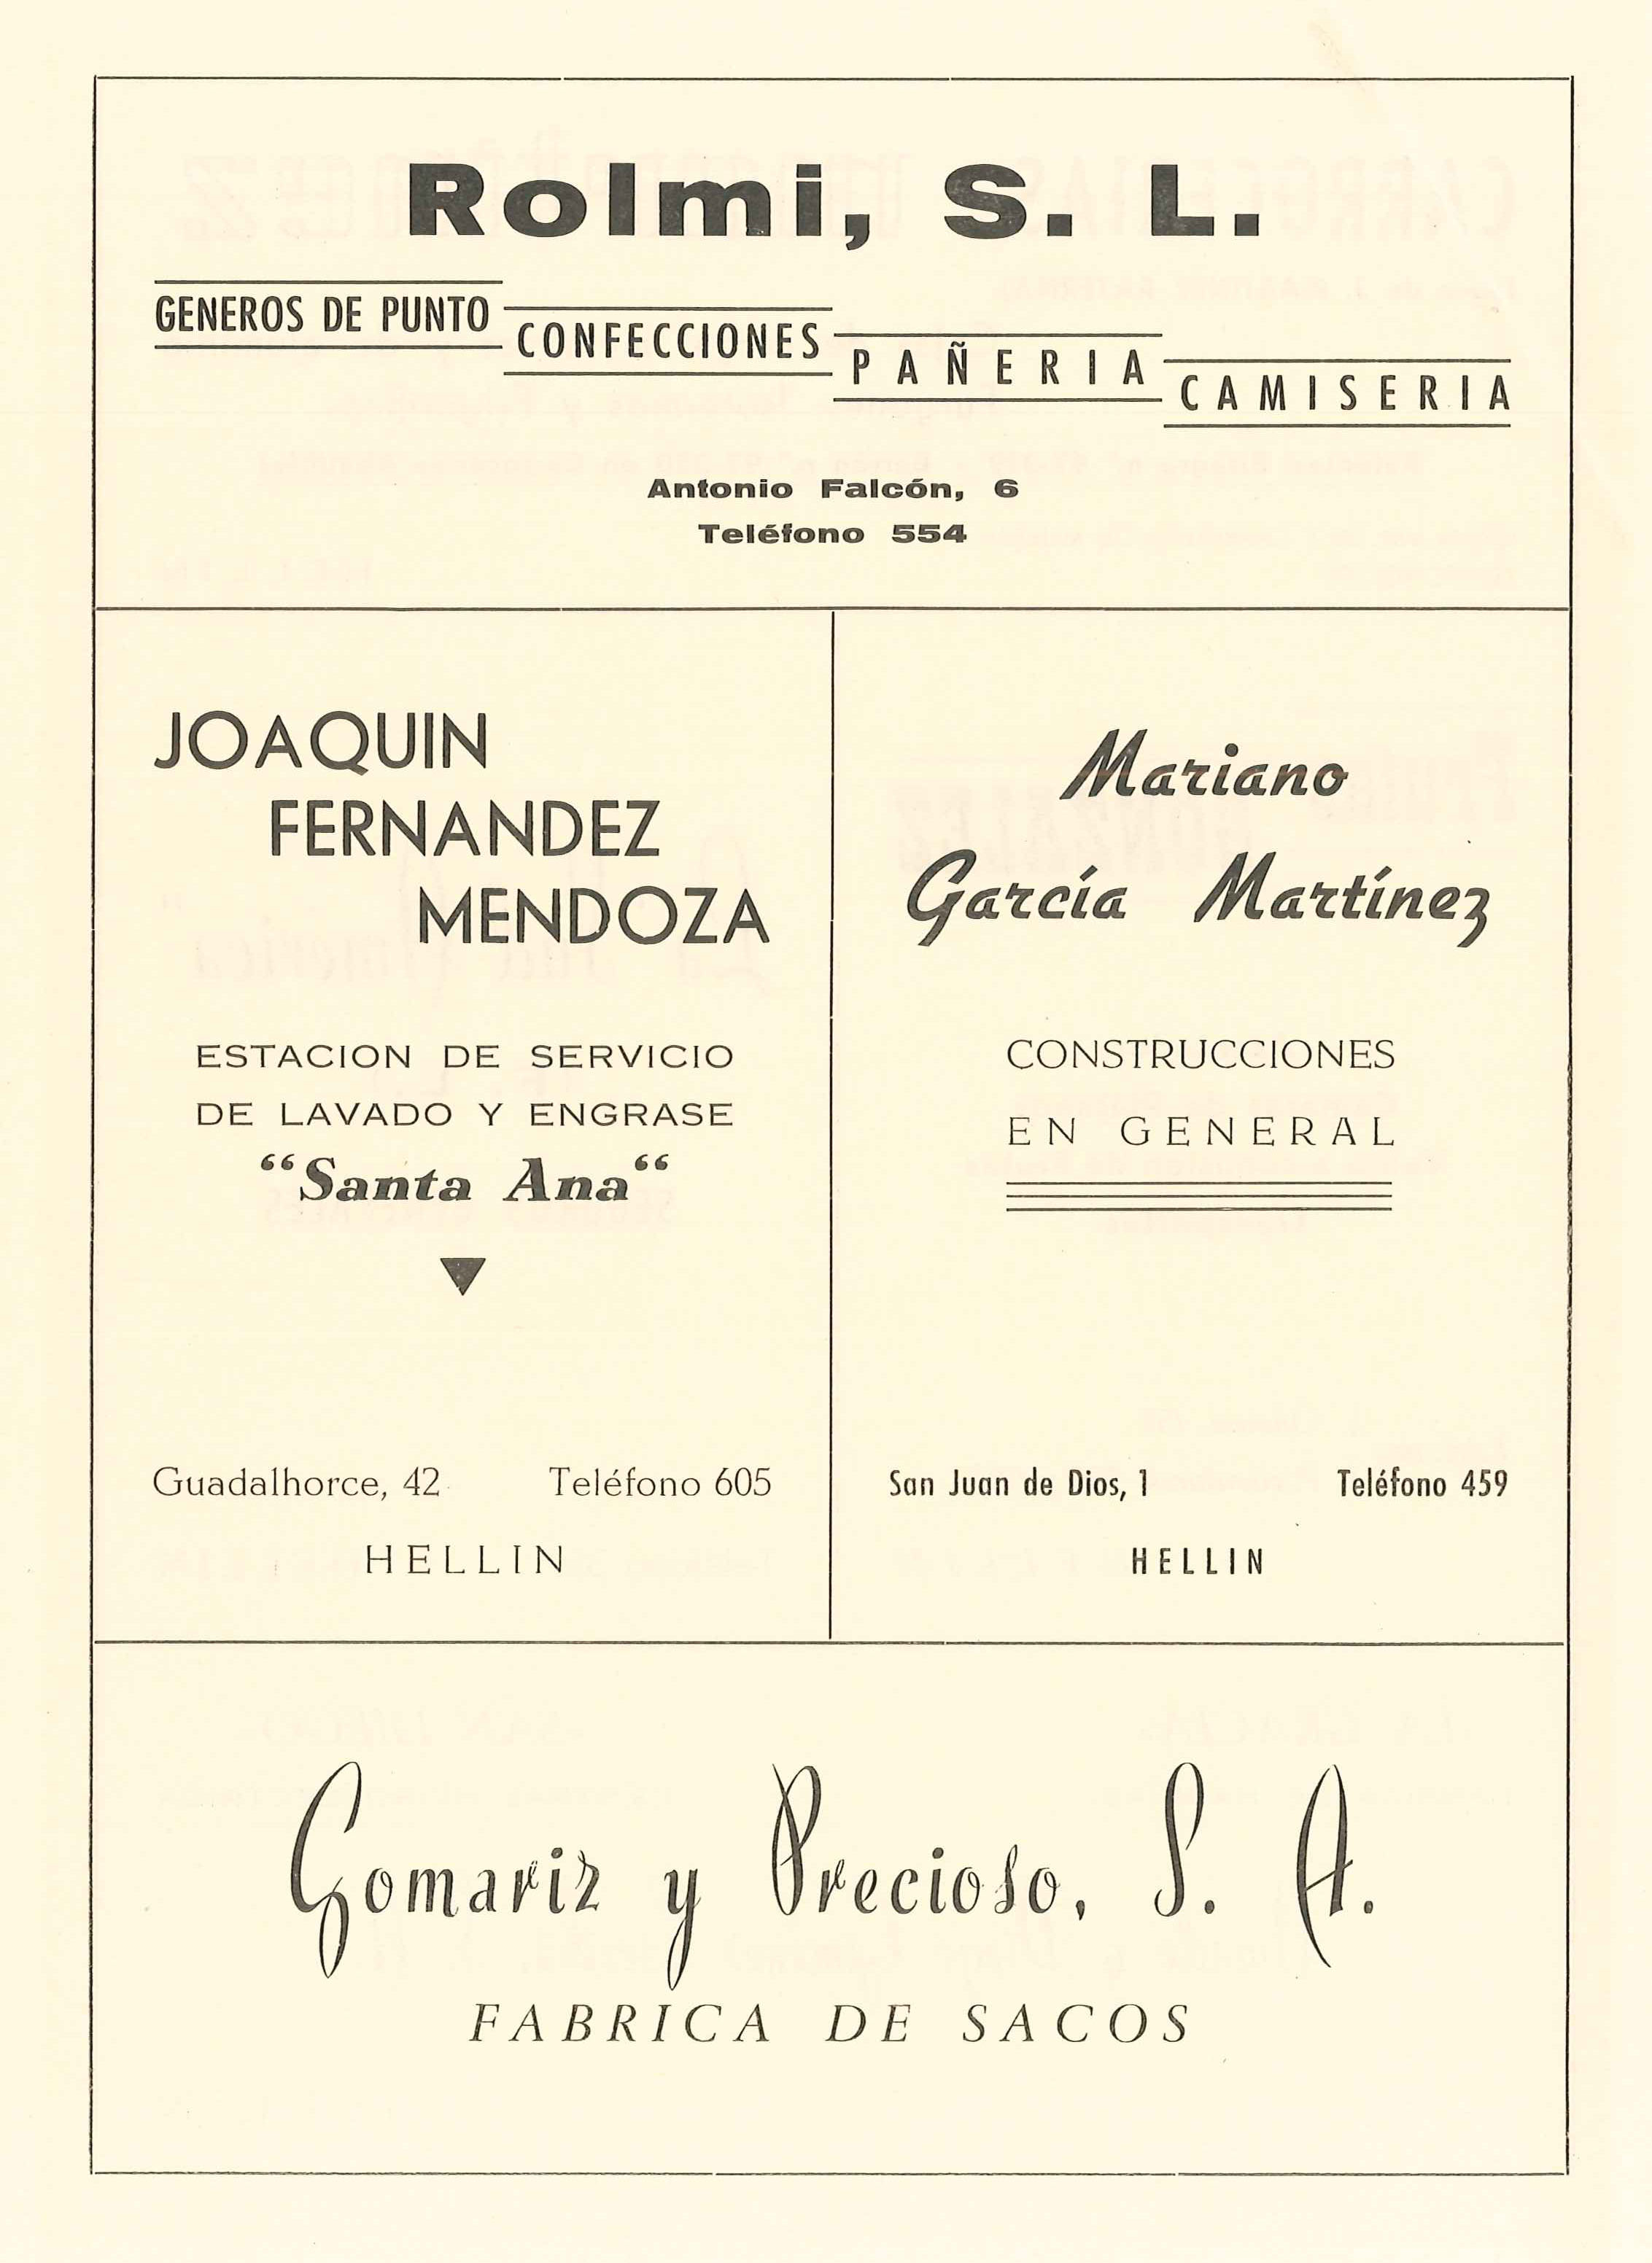 Rolmi, S. L.
GENEROS DE PUNTO
CONFECCIONES
PAÑERIA
CAMISERIA
Antonio Falcón, 6
Teléfono 554
JOAQUIN
FERNANDEZ
MENDOZA
ESTACION DE SERVICIO
DE LAVADO Y ENGRASE
“Santa Ana“
Guadalhorce, 42 Teléfono 605
HELLIN
Mariano
García Martínez
CONSTRUCCIONES
EN GENERAL
San Juan de Dios, 1 Teléfono 459
HELLIN
Gomariz y Precioso, S. A.
FABRICA DE SACOS